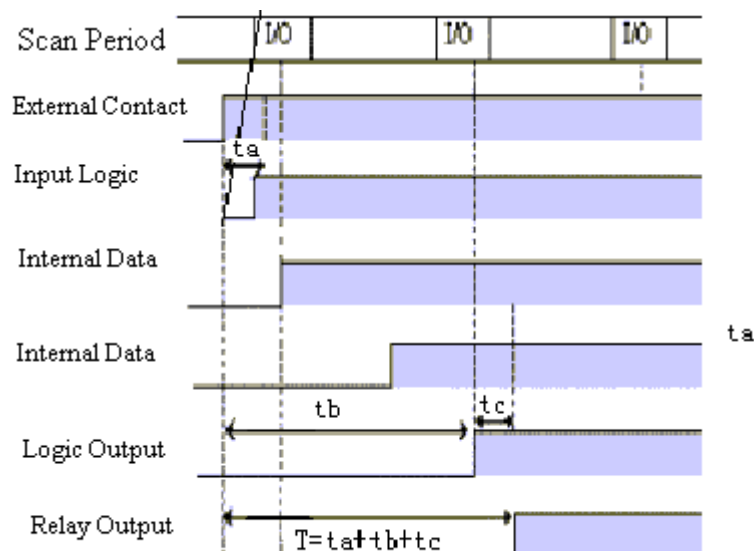 Scan Period I/O I/O I/O
External Contact
ta
Input Logic
Internal Data
Internal Data
ta
tb tc
Logic Output
Relay Output
T=ta+tb+tc